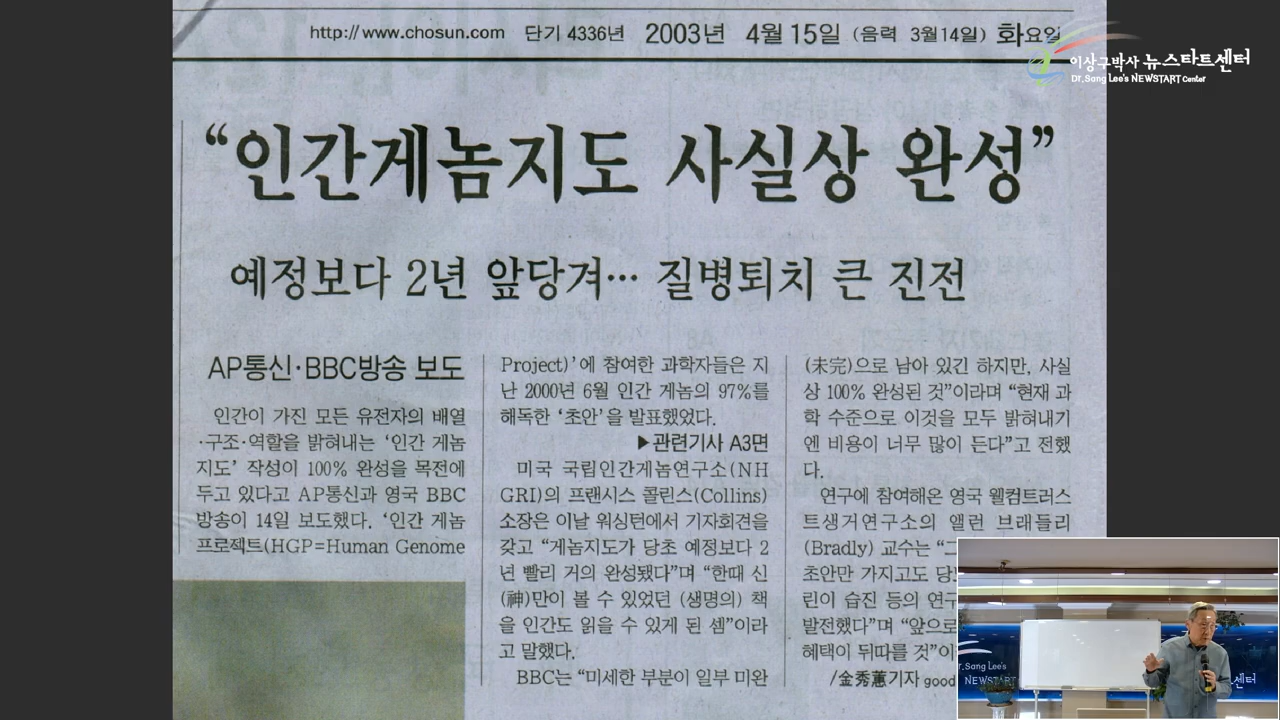 http://www.chosun.com 단기 4336년 2003년 4월 15일 (음력 3월14일) 화요일
이상구박사 뉴스타트센터
Dr.Sang Lee's NEWSTART Center
“인간게놈지도 사실상 완성”
예정보다 2년 앞당겨… 질병퇴치 큰 진전
AP통신·BBC방송 보도
인간이 가진 모든 유전자의 배열
·구조·역할을 밝혀내는 ‘인간 게놈
지도’ 작성이 100% 완성을 목전에
두고 있다고 AP통신과 영국 BBC
방송이 14일 보도했다. ‘인간 게놈
프로젝트(HGP=Human Genome
Project)’에 참여한 과학자들은 지
난 2000년 6월 인간 게놈의 97%를
해독한 ‘초안’을 발표했었다.
▶관련기사 A3면
미국 국립인간게놈연구소(NH
GRI)의 프랜시스 콜린스(Collins)
소장은 이날 워싱턴에서 기자회견을
갖고 “게놈지도가 당초 예정보다 2
년 빨리 거의 완성됐다”며 “한때 신
(神)만이 볼 수 있었던 (생명의) 책
을 인간도 읽을 수 있게 된 셈”이라
고 말했다.
BBC는 “미세한 부분이 일부 미완
(未完)으로 남아 있긴 하지만, 사실
상 100% 완성된 것”이라며 “현재 과
학 수준으로 이것을 모두 밝혀내기
엔 비용이 너무 많이 든다”고 전했
다.
연구에 참여해온 영국 웰컴트러스
트생거연구소의 앨런 브래들리
(Bradly) 교수는 “그
초안만 가지고도 당
린이 습진 등의 연구
발전했다”며 “앞으로
혜택이 뒤따를 것”이
/金秀蕙기자 good
Dr.Sang Lee's
NEWSTART
트센터